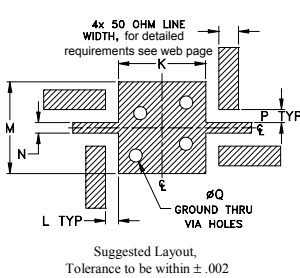 4x 50 OHM LINE
WIDTH, for detailed
requirements see web page
K
P TYP
M
N
℄
℄
L TYP
øQ
GROUND THRU
VIA HOLES
Suggested Layout,
Tolerance to be within ± .002